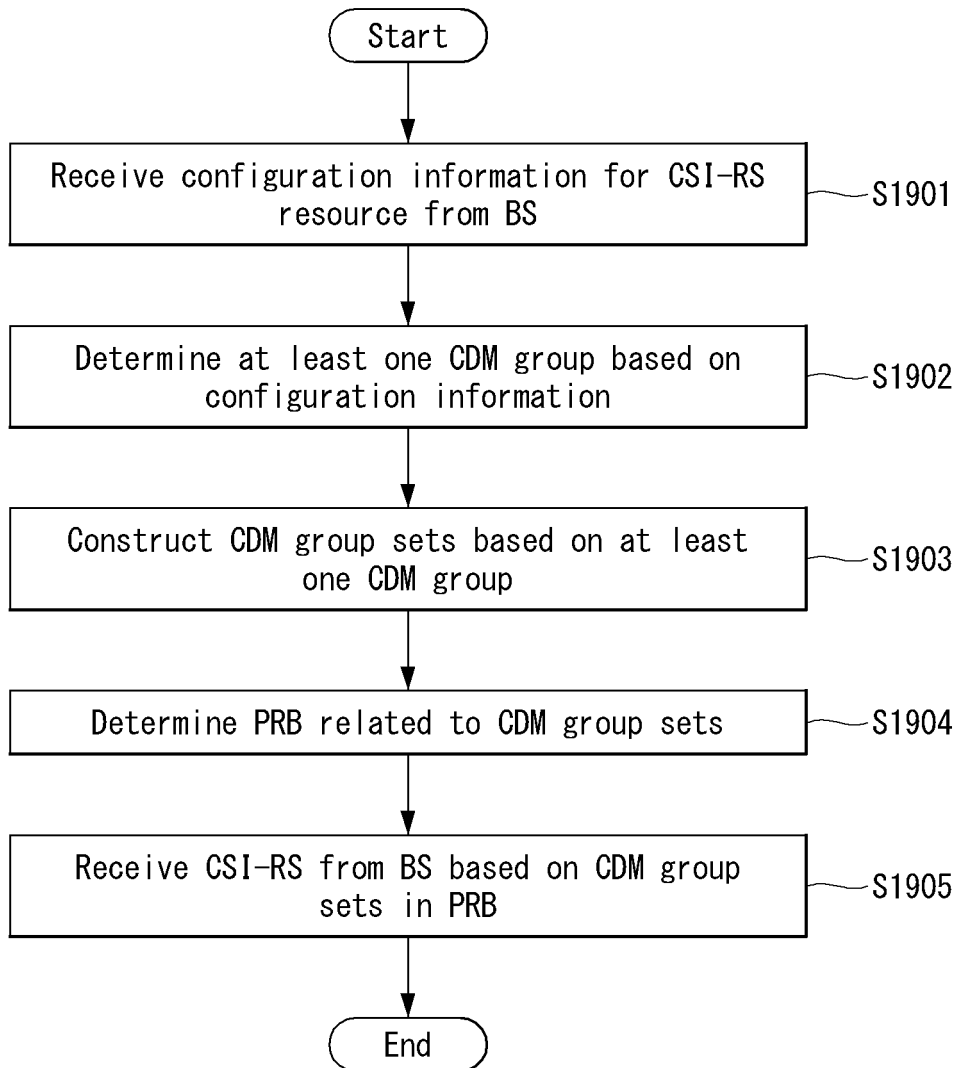 Start
Receive configuration information for CSI-RS
resource from BS
S1901
Determine at least one CDM group based on
configuration information
S1902
Construct CDM group sets based on at least
one CDM group
S1903
Determine PRB related to CDM group sets
S1904
Receive CSI-RS from BS based on CDM group
sets in PRB
S1905
End